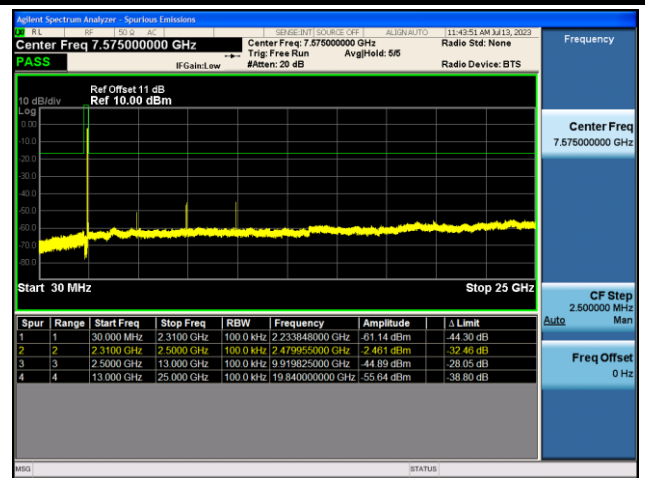 Agilent Spectrum Analyzer - Spurious Emissions
RL RF 50 Ω AC SENSE:INT SOURCE OFF ALIGNAUTO 11:43:51 AM Jul 13, 2023
Center Freq 7.575000000 GHz
Center Freq: 7.575000000 GHz
Radio Std: None
Trig: Free Run Avg|Hold: 5/5
PASS
IFGain:Low
#Atten: 20 dB
Radio Device: BTS
Frequency
Ref Offset 11 dB
10 dB/div Ref 10.00 dBm
Log
0.00
-10.0
-20.0
-30.0
-40.0
-50.0
-60.0
-70.0
-80.0
Start 30 MHz Stop 25 GHz
Center Freq
7.575000000 GHz
CF Step
2.500000 MHz
Auto Man
Freq Offset
0 Hz
Spur Range Start Freq Stop Freq RBW Frequency Amplitude Δ Limit
1 1 30.000 MHz 2.3100 GHz 100.0 kHz 2.233848000 GHz -61.14 dBm -44.30 dB
2 2 2.3100 GHz 2.5000 GHz 100.0 kHz 2.479955000 GHz -2.461 dBm -32.46 dB
3 3 2.5000 GHz 13.000 GHz 100.0 kHz 9.919825000 GHz -44.89 dBm -28.05 dB
4 4 13.000 GHz 25.000 GHz 100.0 kHz 19.840000000 GHz -55.64 dBm -38.80 dB
MSG STATUS